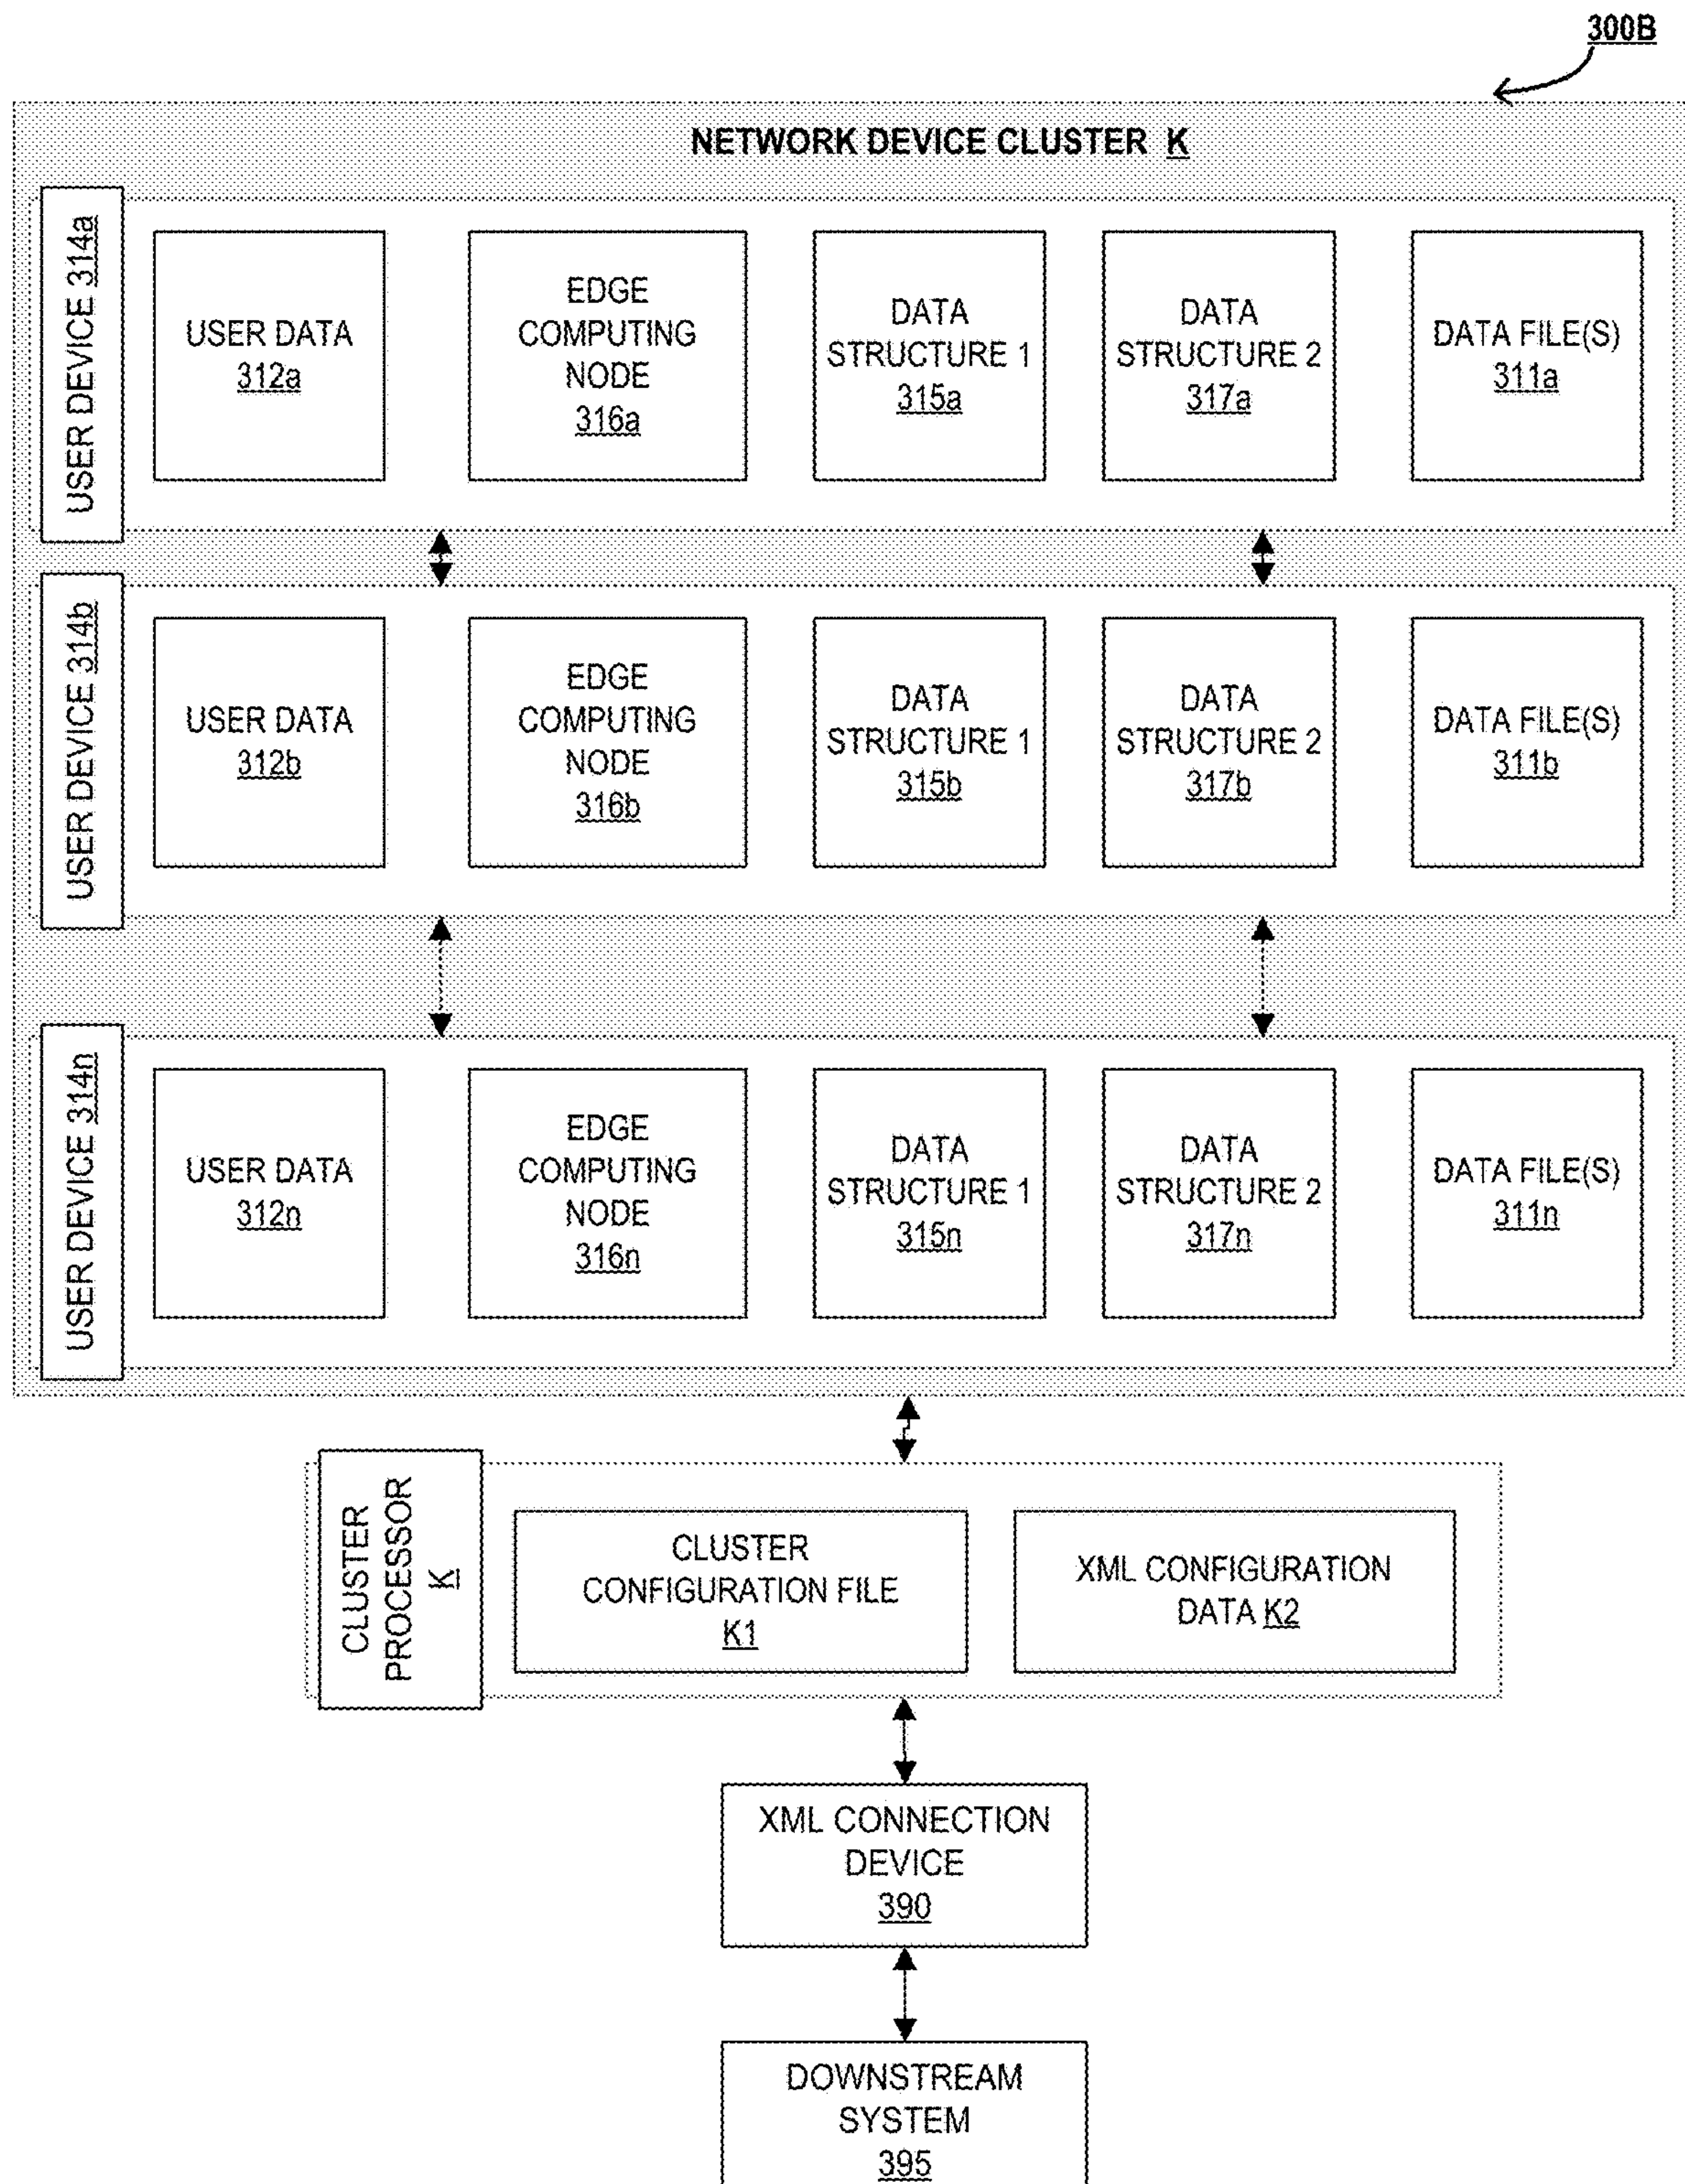 300B
NETWORK DEVICE CLUSTER K
USER DEVICE 314a
USER DATA
312a
EDGE
COMPUTING
NODE
316a
DATA
STRUCTURE 1
315a
DATA
STRUCTURE 2
317a
DATA FILE(S)
311a
USER DEVICE 314b
USER DATA
312b
EDGE
COMPUTING
NODE
316b
DATA
STRUCTURE 1
315b
DATA
STRUCTURE 2
317b
DATA FILE(S)
311b
USER DEVICE 314n
USER DATA
312n
EDGE
COMPUTING
NODE
316n
DATA
STRUCTURE 1
315n
DATA
STRUCTURE 2
317n
DATA FILE(S)
311n
CLUSTER
PROCESSOR
K
CLUSTER
CONFIGURATION FILE
K1
XML CONFIGURATION
DATA K2
XML CONNECTION
DEVICE
390
DOWNSTREAM
SYSTEM
395